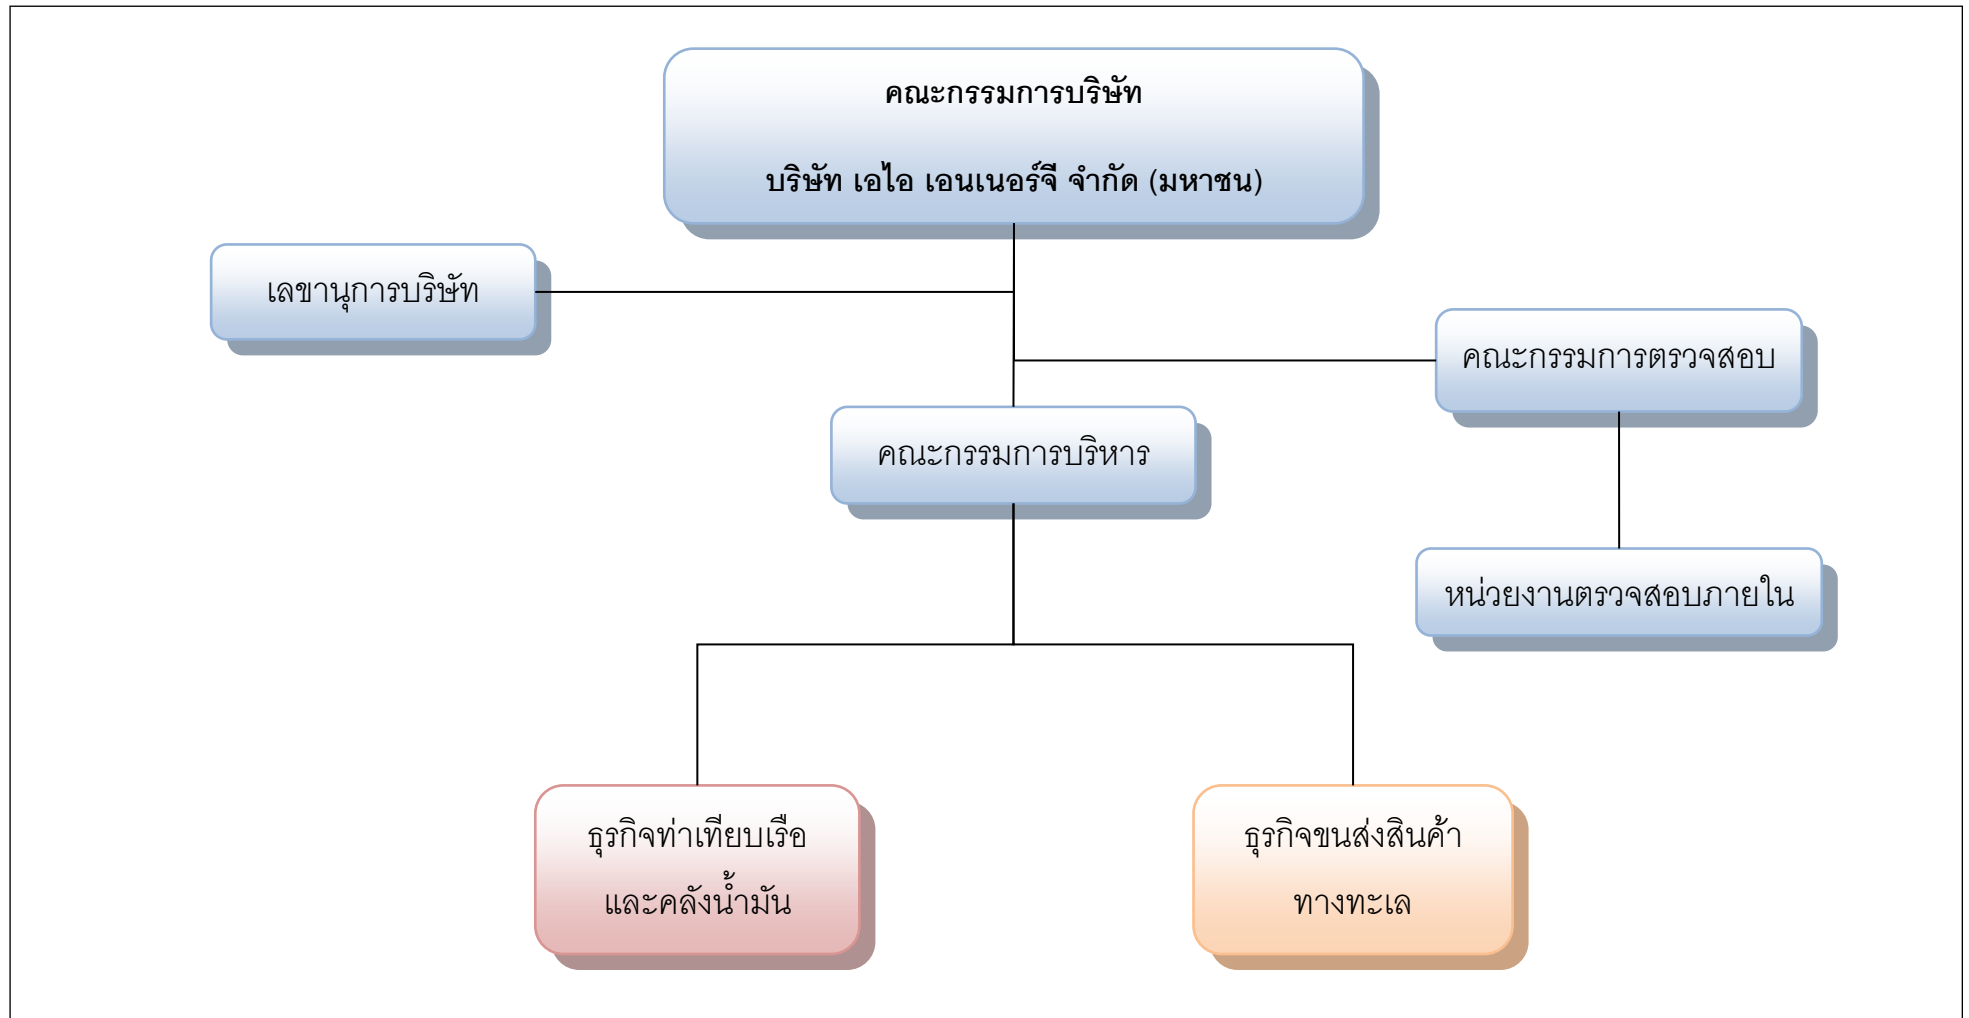 คณะกรรมการบริษัท
บริษัท เอไอ เอนเนอร์จี จำกัด (มหาชน)
เลขานุการบริษัท
คณะกรรมการตรวจสอบ
คณะกรรมการบริหาร
หน่วยงานตรวจสอบภายใน
ธุรกิจท่าเทียบเรือ
และคลังน้ำมัน
ธุรกิจขนส่งสินค้า
ทางทะเล